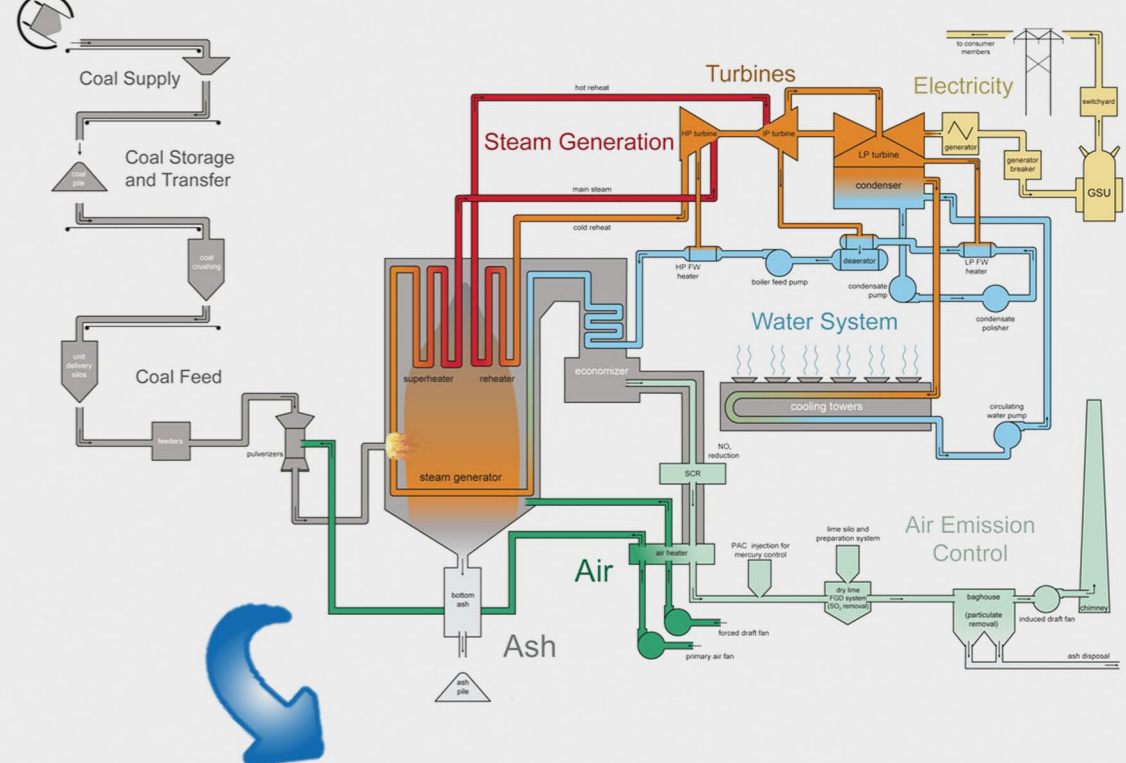 Coal Supply
Coal Storage
and Transfer
coal
pile
coal
crushing
unit
delivery
silos
Coal Feed
feeders
pulverizers
Steam Generation
hot reheat
main steam
cold reheat
superheater
reheater
steam generator
economizer
Turbines
HP turbine
IP turbine
LP turbine
condenser
Electricity
to consumer
members
switchyard
generator
generator
breaker
GSU
HP FW
heater
boiler feed pump
deaerator
condensate
pump
LP FW
heater
condensate
polisher
Water System
cooling towers
circulating
water pump
NOₓ
reduction
SCR
air heater
Air
forced draft fan
primary air fan
bottom
ash
Ash
ash
pile
Air Emission
Control
PAC injection for
mercury control
lime silo and
preparation system
dry lime
FGD system
(SO₂ removal)
baghouse
(particulate
removal)
induced draft fan
chimney
ash disposal